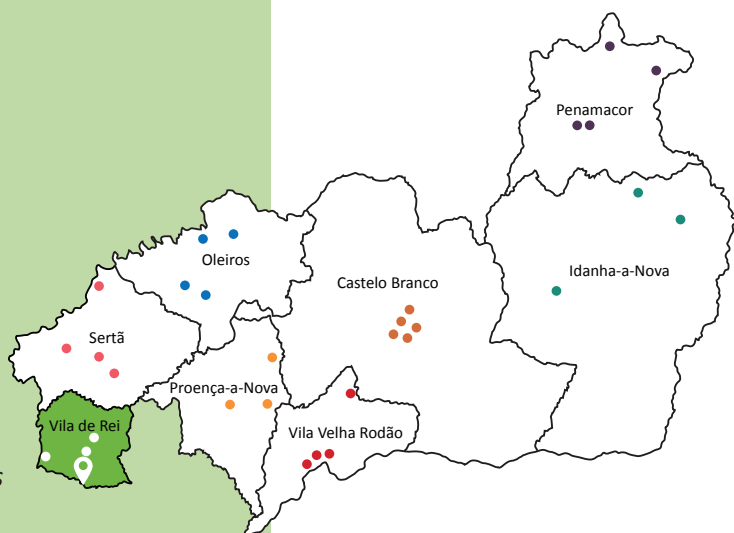 Penamacor
Oleiros
Idanha-a-Nova
Castelo Branco
Sertã
Proença-a-Nova
Vila de Rei
Vila Velha Rodão
s